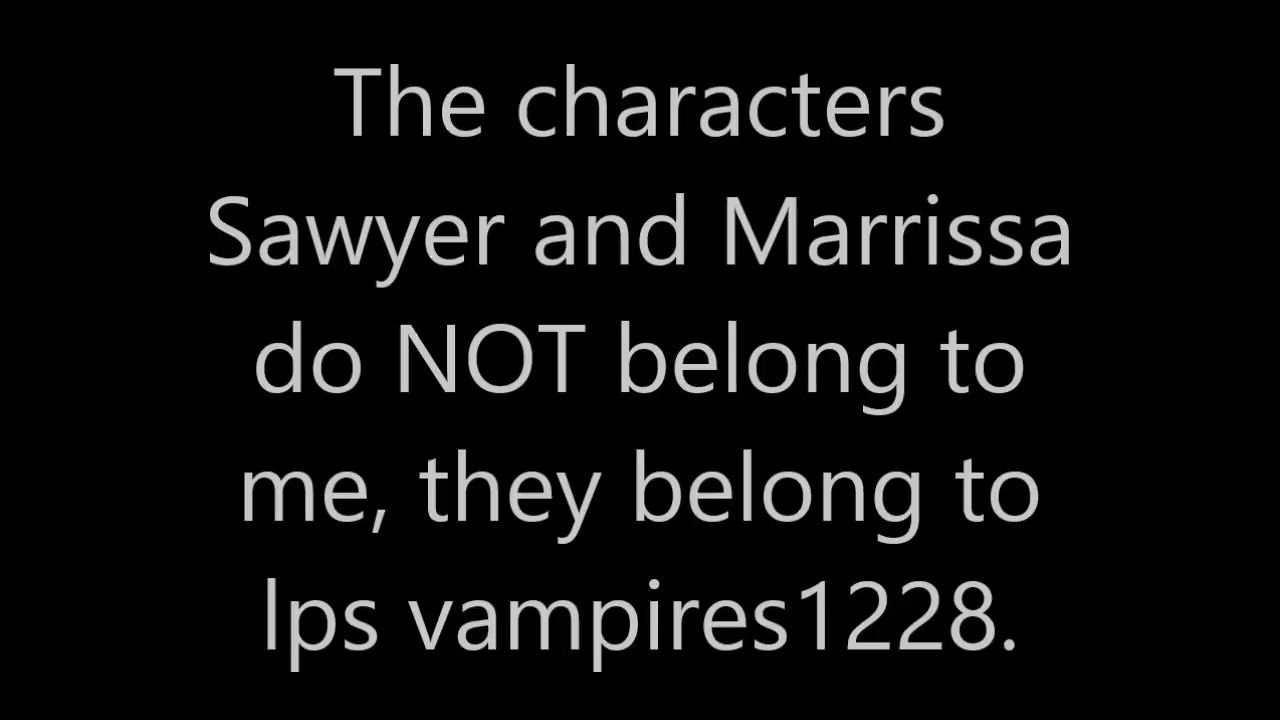 The characters
Sawyer and Marrissa
do NOT belong to
me, they belong to
lps vampires1228.